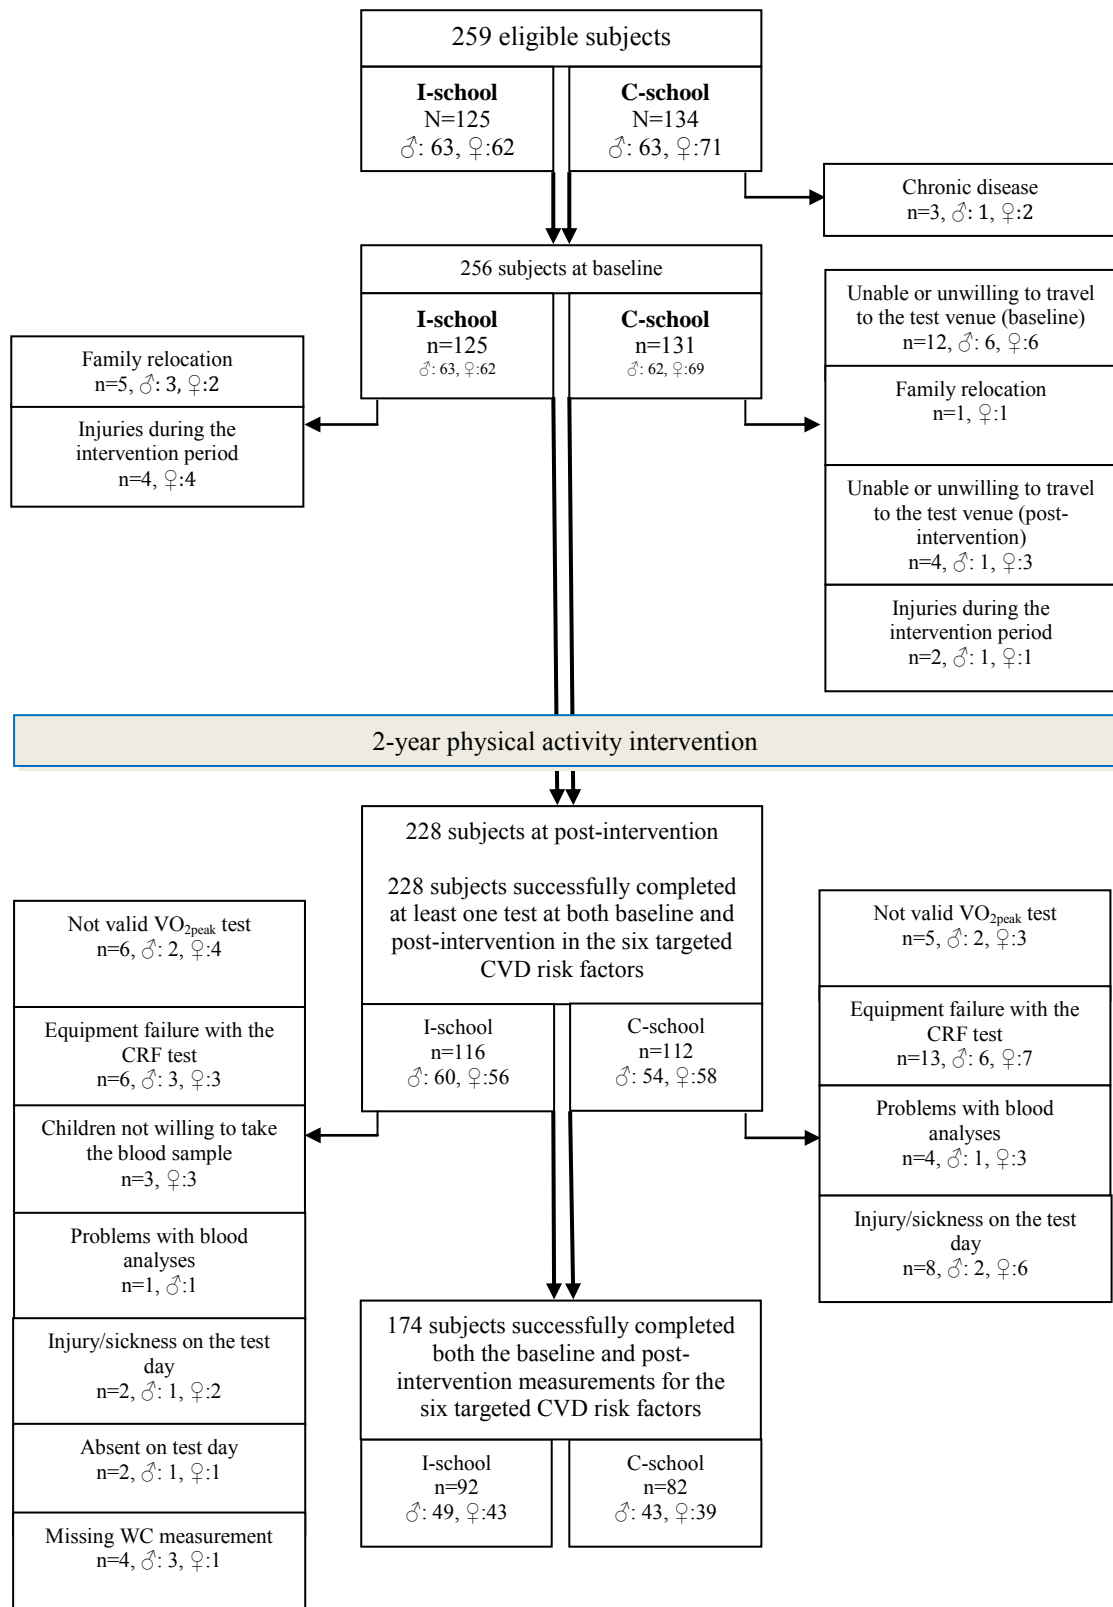 259 eligible subjects
I-school
N=125
♂: 63, ♀:62
C-school
N=134
♂: 63, ♀:71
Chronic disease
n=3, ♂: 1, ♀:2
256 subjects at baseline
I-school
n=125
♂: 63, ♀:62
C-school
n=131
♂: 62, ♀:69
Family relocation
n=5, ♂: 3, ♀:2
Injuries during the
intervention period
n=4, ♀:4
Unable or unwilling to travel
to the test venue (baseline)
n=12, ♂: 6, ♀:6
Family relocation
n=1, ♀:1
Unable or unwilling to travel
to the test venue (post-
intervention)
n=4, ♂: 1, ♀:3
Injuries during the
intervention period
n=2, ♂: 1, ♀:1
2-year physical activity intervention
228 subjects at post-intervention
228 subjects successfully completed
at least one test at both baseline and
post-intervention in the six targeted
CVD risk factors
I-school
n=116
♂: 60, ♀:56
C-school
n=112
♂: 54, ♀:58
Not valid VO2peak test
n=6, ♂: 2, ♀:4
Equipment failure with the
CRF test
n=6, ♂: 3, ♀:3
Children not willing to take
the blood sample
n=3, ♀:3
Problems with blood
analyses
n=1, ♂:1
Injury/sickness on the test
day
n=2, ♂: 1, ♀:2
Absent on test day
n=2, ♂: 1, ♀:1
Missing WC measurement
n=4, ♂: 3, ♀:1
Not valid VO2peak test
n=5, ♂: 2, ♀:3
Equipment failure with the
CRF test
n=13, ♂: 6, ♀:7
Problems with blood
analyses
n=4, ♂: 1, ♀:3
Injury/sickness on the test
day
n=8, ♂: 2, ♀:6
174 subjects successfully completed
both the baseline and post-
intervention measurements for the
six targeted CVD risk factors
I-school
n=92
♂: 49, ♀:43
C-school
n=82
♂: 43, ♀:39